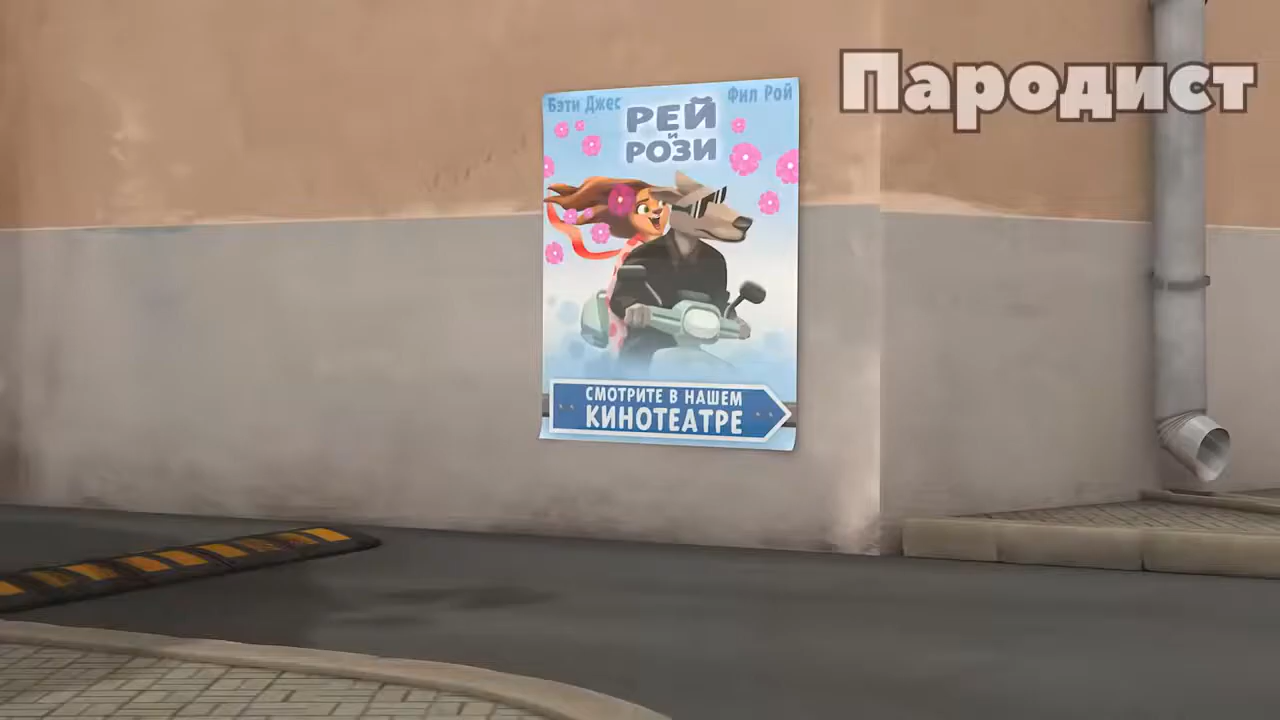 Пародист
Бэти Джес
Фил Рой
РЕЙ
и
РОЗИ
СМОТРИТЕ В НАШЕМ
КИНОТЕАТРЕ